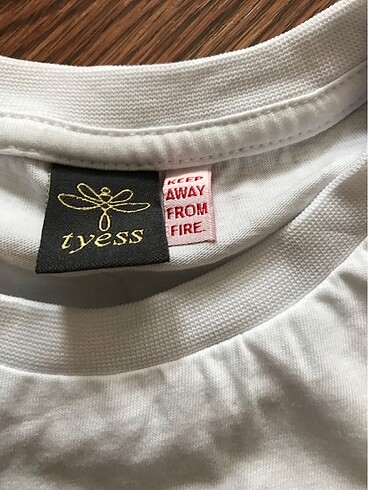 tyess
KEEP
AWAY
FROM
FIRE.